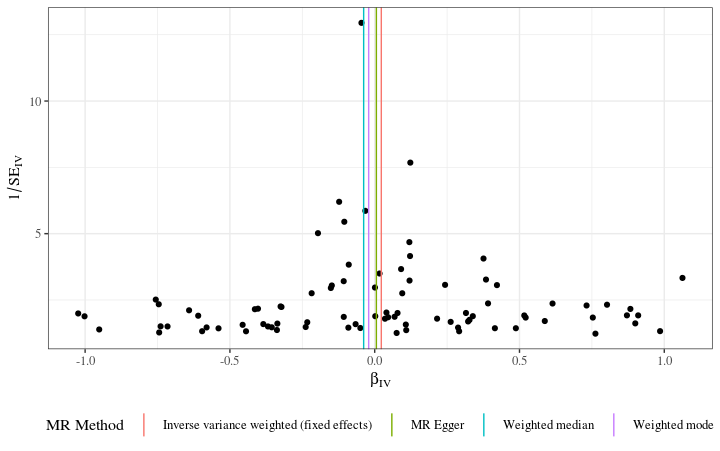 1/SE_IV
10
5
-1.0 -0.5 0.0 0.5 1.0
β_IV
MR Method Inverse variance weighted (fixed effects) MR Egger Weighted median Weighted mode